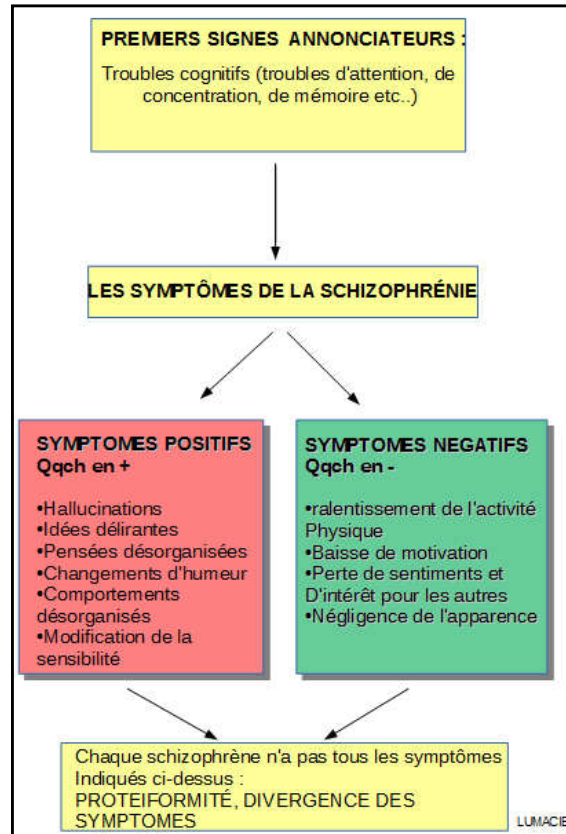 PREMIERS SIGNES ANNONCIATEURS :
Troubles cognitifs (troubles d'attention, de
concentration, de mémoire etc..)
LES SYMPTÔMES DE LA SCHIZOPHRÉNIE
SYMPTOMES POSITIFS
Qqch en +
•Hallucinations
•Idées délirantes
•Pensées désorganisées
•Changements d'humeur
•Comportements
désorganisés
•Modification de la
sensibilité
SYMPTOMES NEGATIFS
Qqch en -
•ralentissement de l'activité
Physique
•Baisse de motivation
•Perte de sentiments et
D'intérêt pour les autres
•Négligence de l'apparence
Chaque schizophrène n'a pas tous les symptômes
Indiqués ci-dessus :
PROTEIFORMITÉ, DIVERGENCE DES
SYMPTOMES
LUMACIE